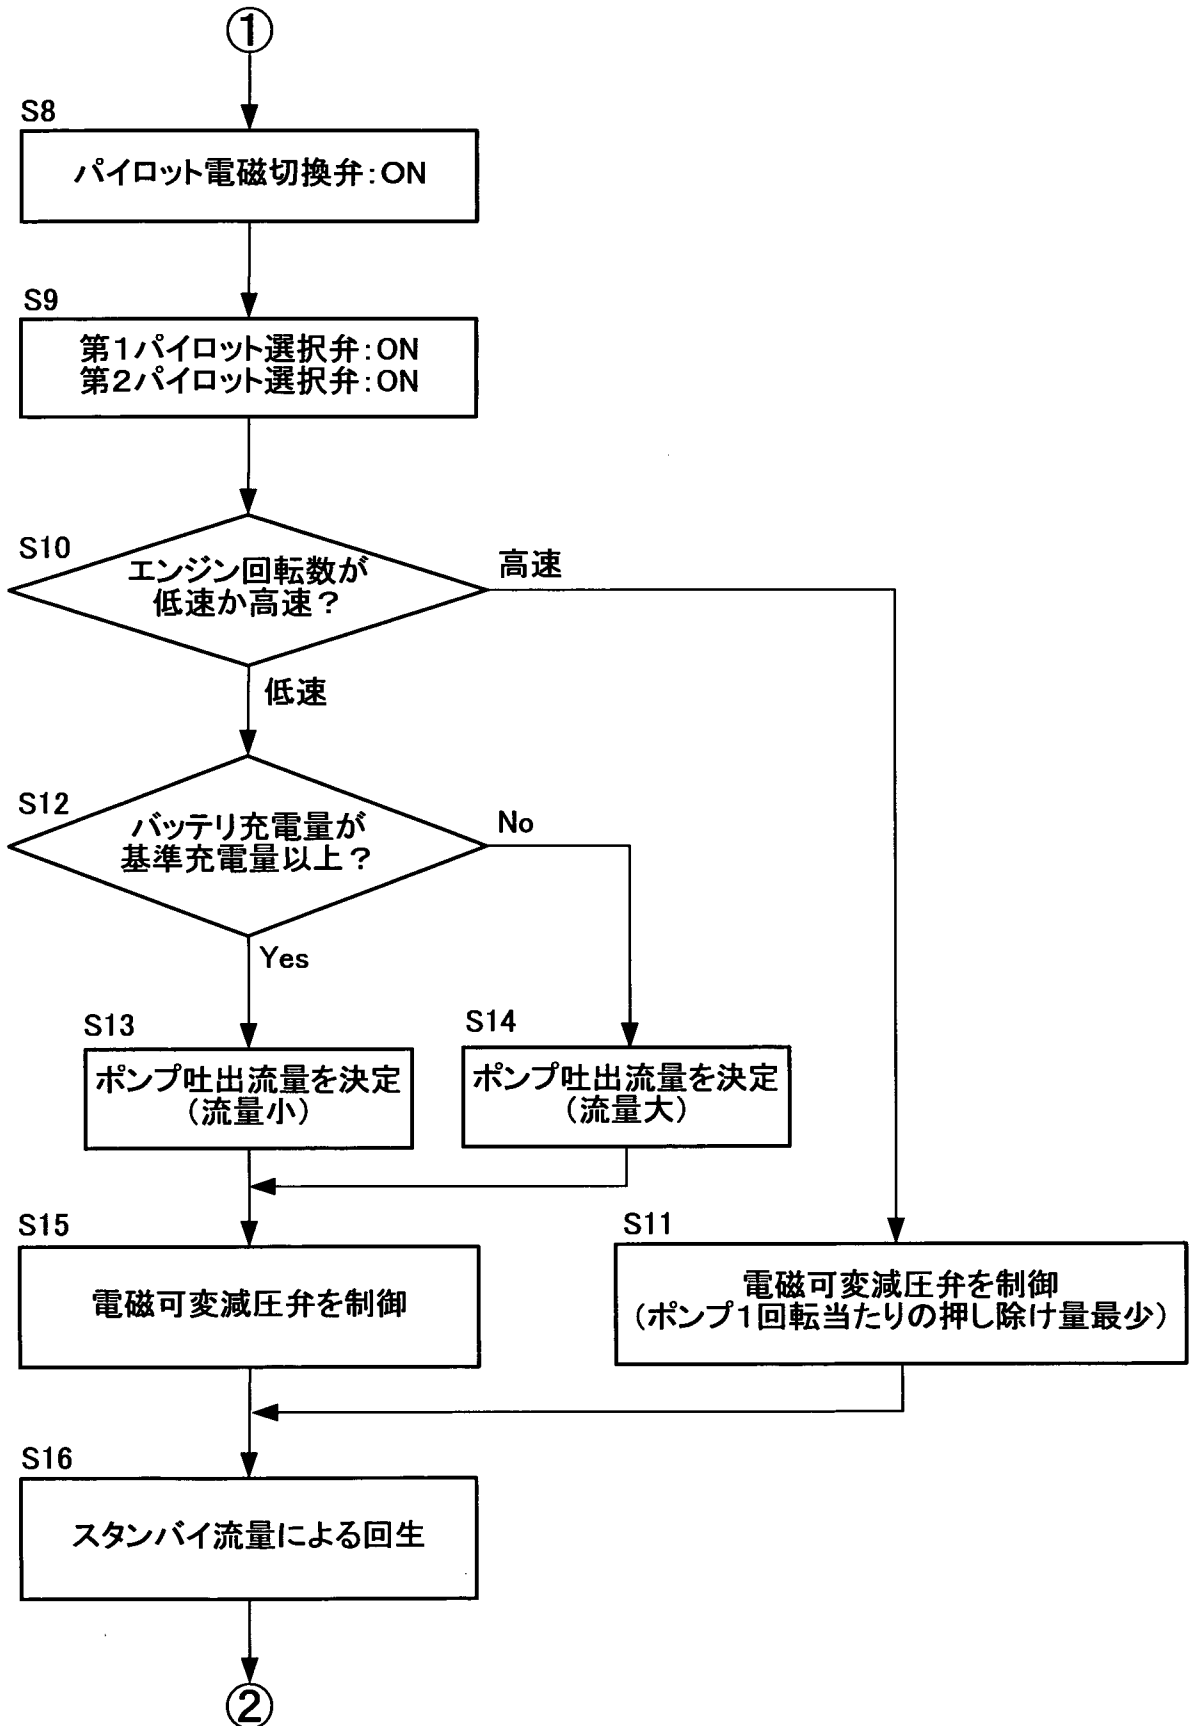 ①
S8
パイロット電磁切換弁:ON
S9
第1パイロット選択弁:ON
第2パイロット選択弁:ON
S10
エンジン回転数が
低速か高速?
高速
低速
S12
バッテリ充電量が
基準充電量以上?
No
Yes
S13
ポンプ吐出流量を決定
(流量小)
S14
ポンプ吐出流量を決定
(流量大)
S15
電磁可変減圧弁を制御
S11
電磁可変減圧弁を制御
(ポンプ1回転当たりの押し除け量最少)
S16
スタンバイ流量による回生
②